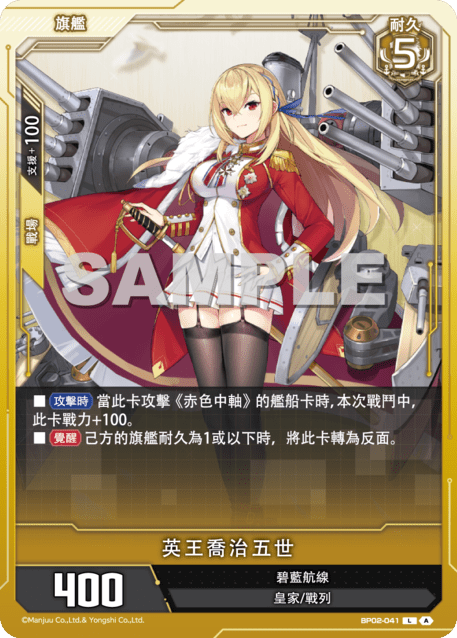 旗艦
耐久
5
支援+100
戰場
SAMPLE
■ 攻擊時 當此卡攻擊《赤色中軸》的艦船卡時,本次戰鬥中,
此卡戰力+100。
■ 覺醒 己方的旗艦耐久為1或以下時，將此卡轉為反面。
英王喬治五世
400
碧藍航線
皇家/戰列
©Manjuu Co.,Ltd.& Yongshi Co.,Ltd.
BP02-041 L A